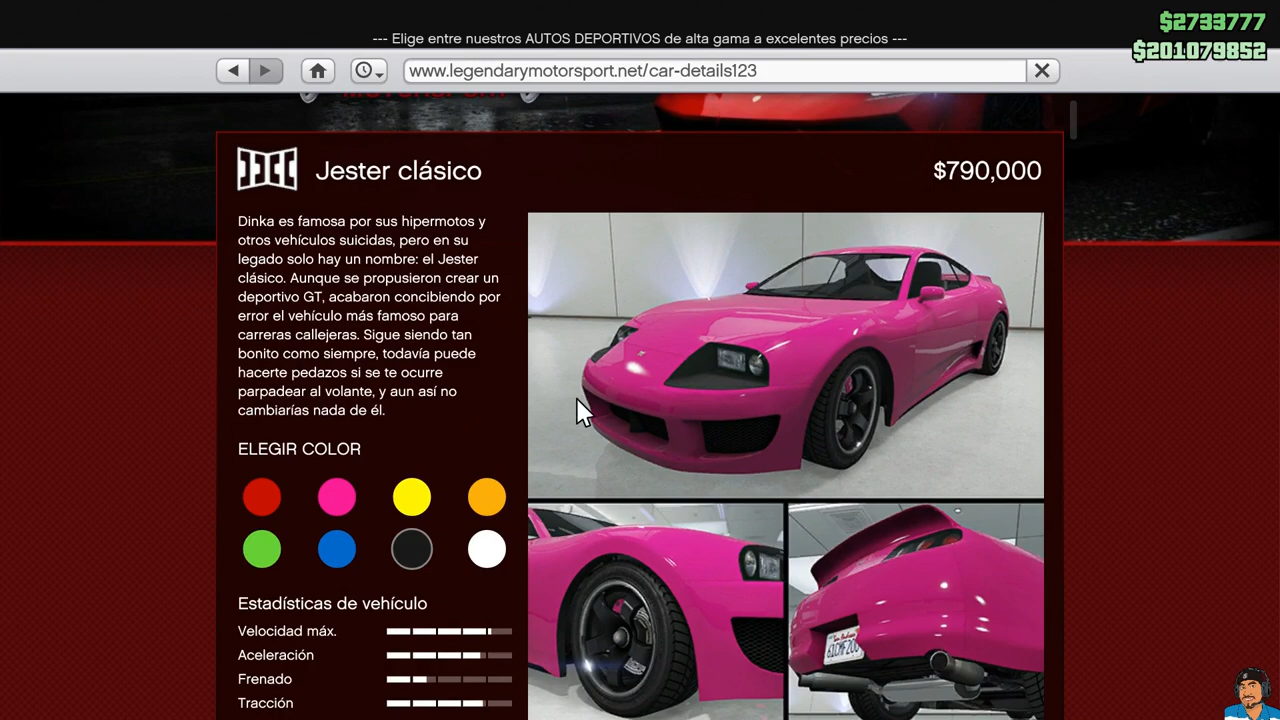 $2733777
--- Elige entre nuestros AUTOS DEPORTIVOS de alta gama a excelentes precios ---
$201079852
www.legendarymotorsport.net/car-details123
Jester clásico
$790,000
Dinka es famosa por sus hipermotos y
otros vehículos suicidas, pero en su
legado solo hay un nombre: el Jester
clásico. Aunque se propusieron crear un
deportivo GT, acabaron concibiendo por
error el vehículo más famoso para
carreras callejeras. Sigue siendo tan
bonito como siempre, todavía puede
hacerte pedazos si se te ocurre
parpadear al volante, y aun así no
cambiarías nada de él.
ELEGIR COLOR
Estadísticas de vehículo
Velocidad máx.
Aceleración
Frenado
Tracción